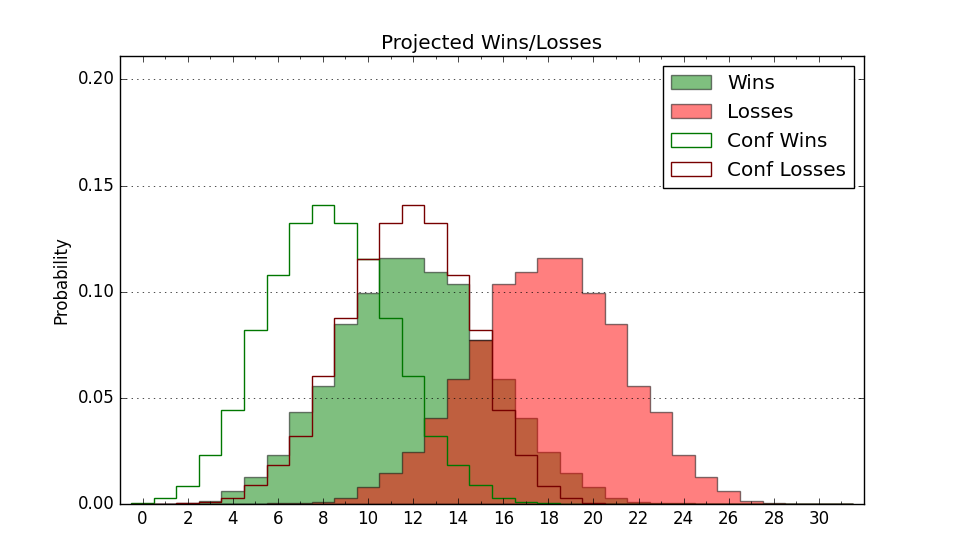 Projected Wins/Losses
Probability
0.20
0.15
0.10
0.05
0.00
Wins
Losses
Conf Wins
Conf Losses
0 2 4 6 8 10 12 14 16 18 20 22 24 26 28 30